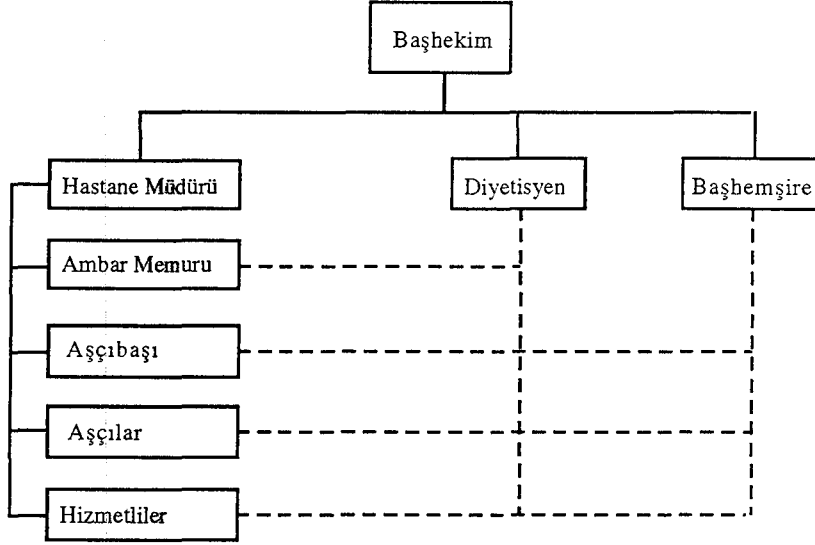 Başhekim
Hastane Müdürü
Diyetisyen
Başhemşire
Ambar Memuru
Aşçıbaşı
Aşçılar
Hizmetliler